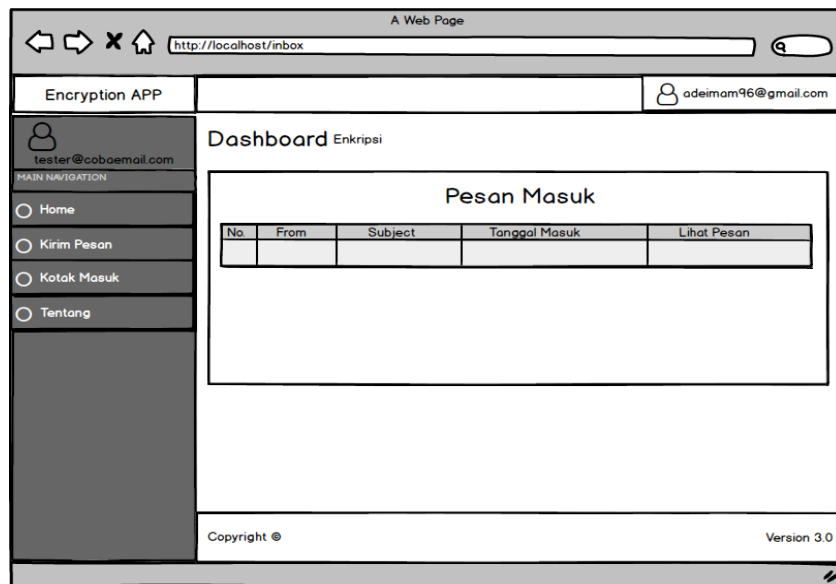 A Web Page
http://localhost/inbox
Encryption APP
adeimam96@gmail.com
tester@cobaemail.com
MAIN NAVIGATION
Home
Kirim Pesan
Kotak Masuk
Tentang
Dashboard Enkripsi
Pesan Masuk
No. From Subject Tanggal Masuk Lihat Pesan
Copyright © Version 3.0